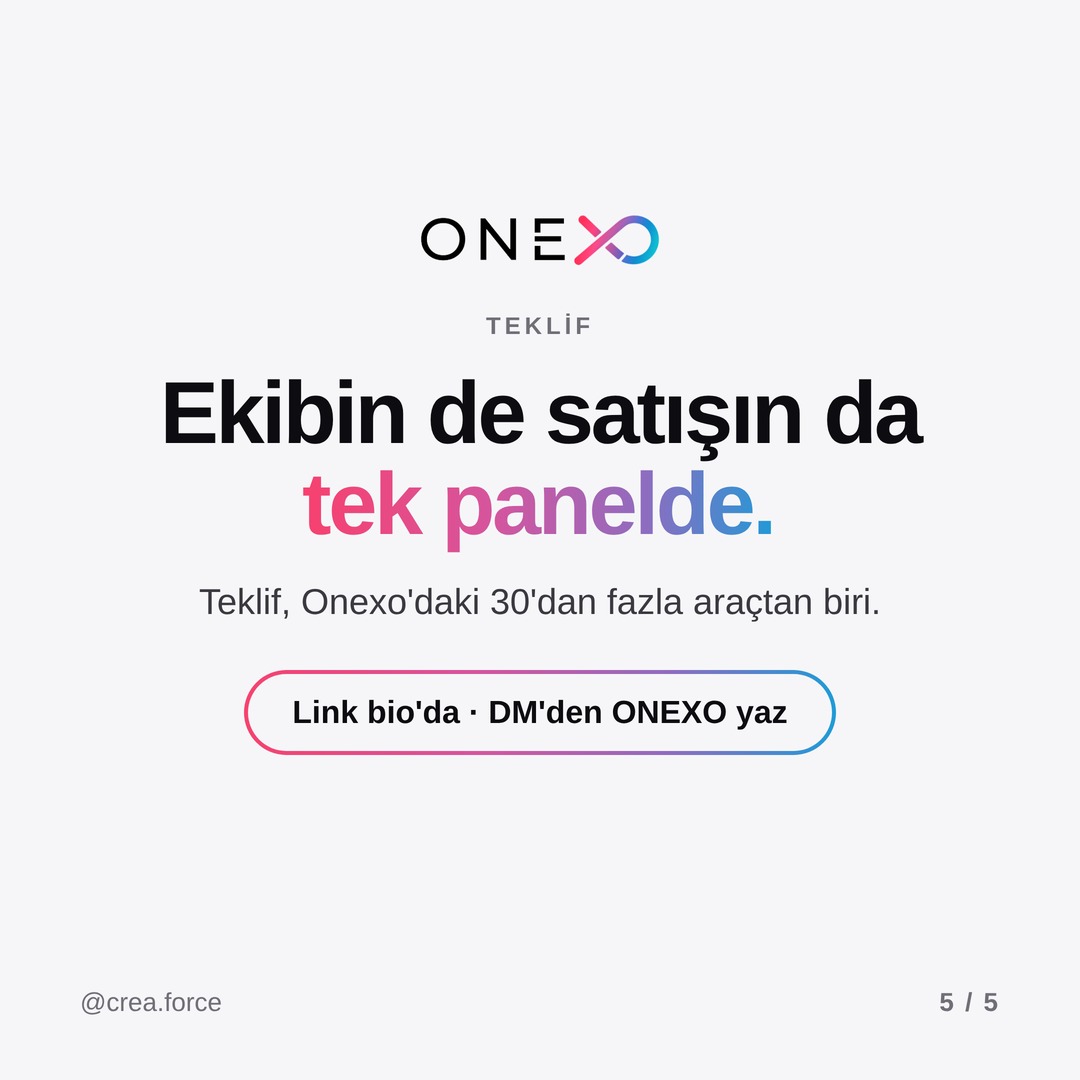 ONEXO
TEKLİF
Ekibin de satışın da
tek panelde.
Teklif, Onexo'daki 30'dan fazla araçtan biri.
Link bio'da · DM'den ONEXO yaz
@crea.force
5 / 5